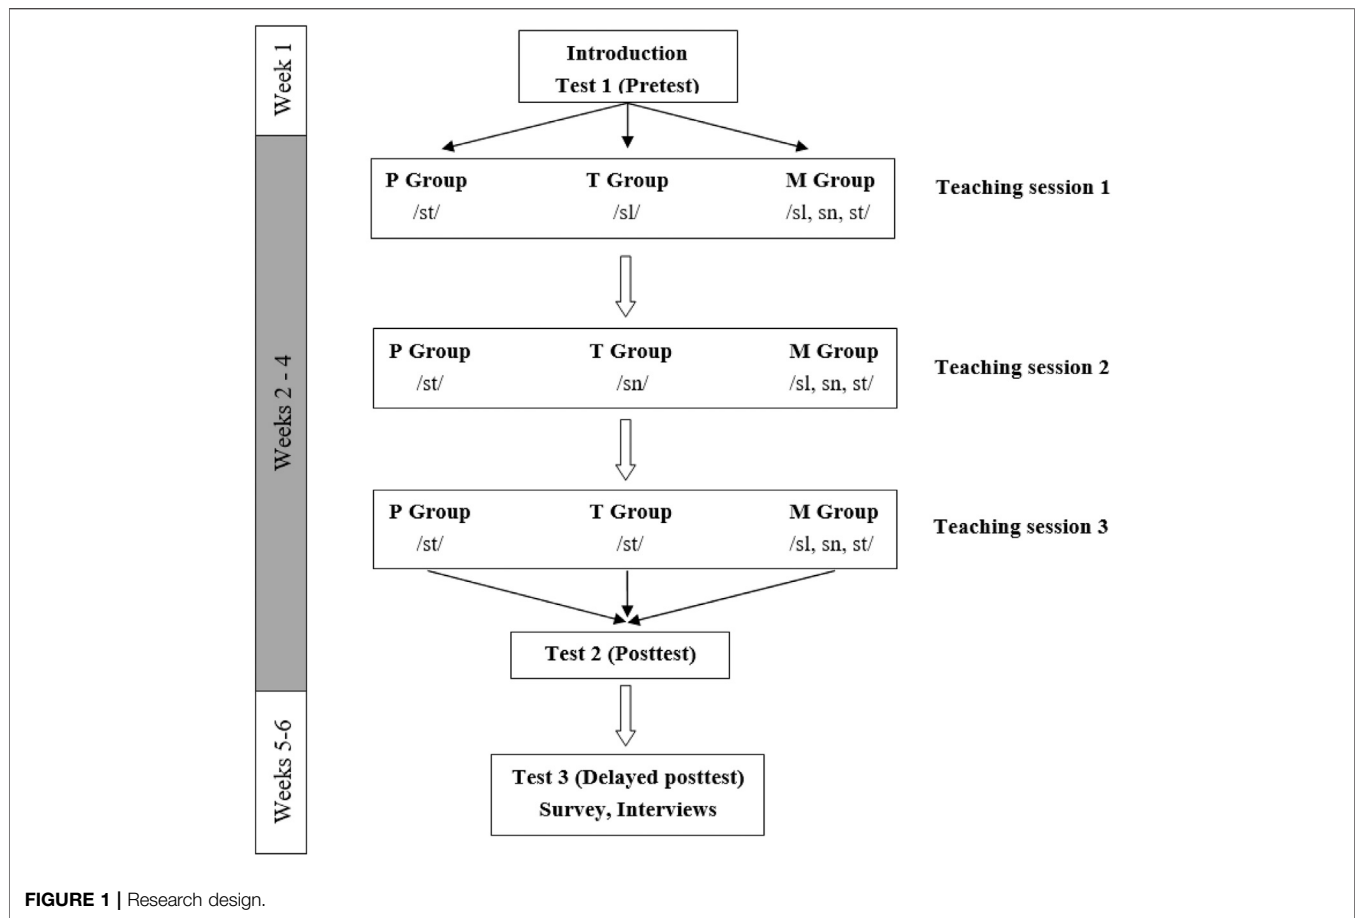 Week 1
Introduction
Test 1 (Pretest)
Weeks 2 - 4
P Group T Group M Group
/st/ /sl/ /sl, sn, st/
Teaching session 1
P Group T Group M Group
/st/ /sn/ /sl, sn, st/
Teaching session 2
P Group T Group M Group
/st/ /st/ /sl, sn, st/
Teaching session 3
Test 2 (Posttest)
Weeks 5-6
Test 3 (Delayed posttest)
Survey, Interviews
FIGURE 1 | Research design.